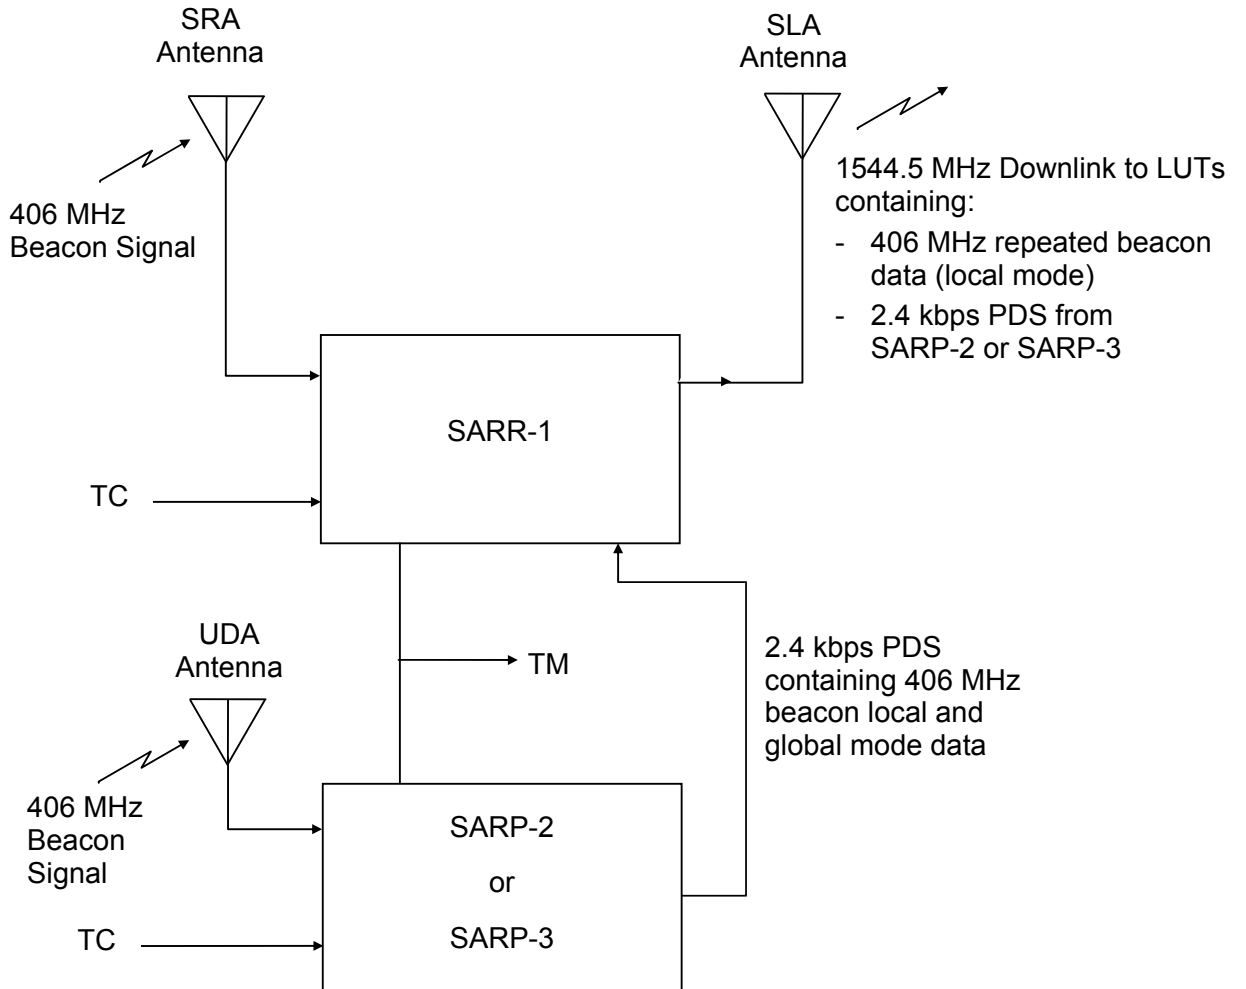 SRA
Antenna
SLA
Antenna
406 MHz
Beacon Signal
1544.5 MHz Downlink to LUTs
containing:
- 406 MHz repeated beacon
data (local mode)
- 2.4 kbps PDS from
SARP-2 or SARP-3
SARR-1
TC
UDA
Antenna
TM
2.4 kbps PDS
containing 406 MHz
beacon local and
global mode data
406 MHz
Beacon
Signal
SARP-2
or
SARP-3
TC